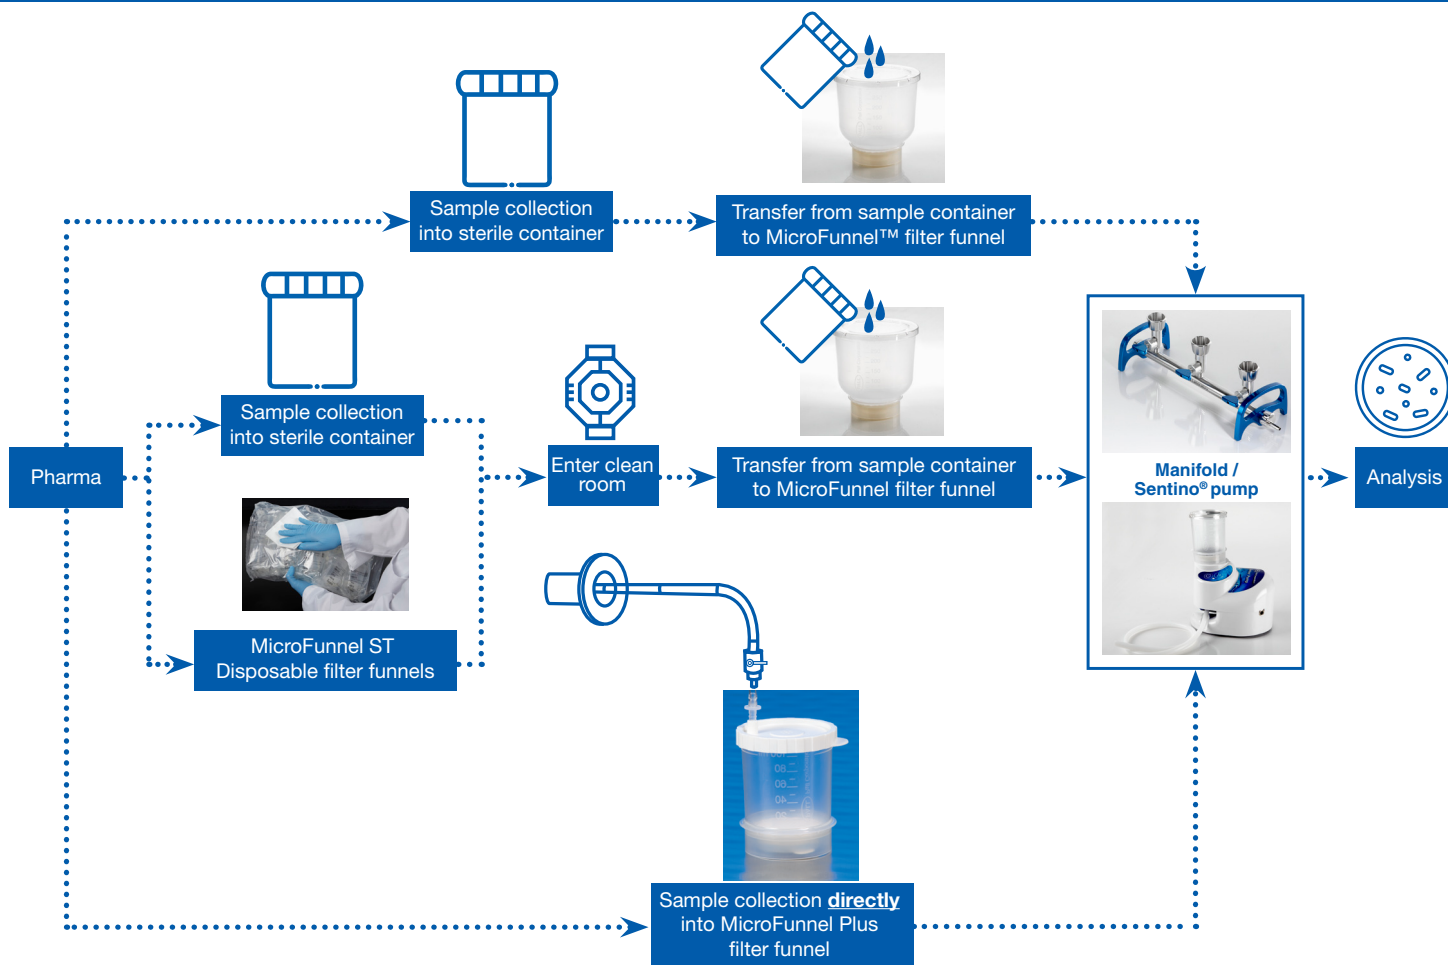 Sample collection
into sterile container
Transfer from sample container
to MicroFunnel™ filter funnel
Sample collection
into sterile container
Enter clean
room
Transfer from sample container
to MicroFunnel filter funnel
Manifold /
Sentino® pump
Analysis
Pharma
MicroFunnel ST
Disposable filter funnels
Sample collection directly
into MicroFunnel Plus
filter funnel